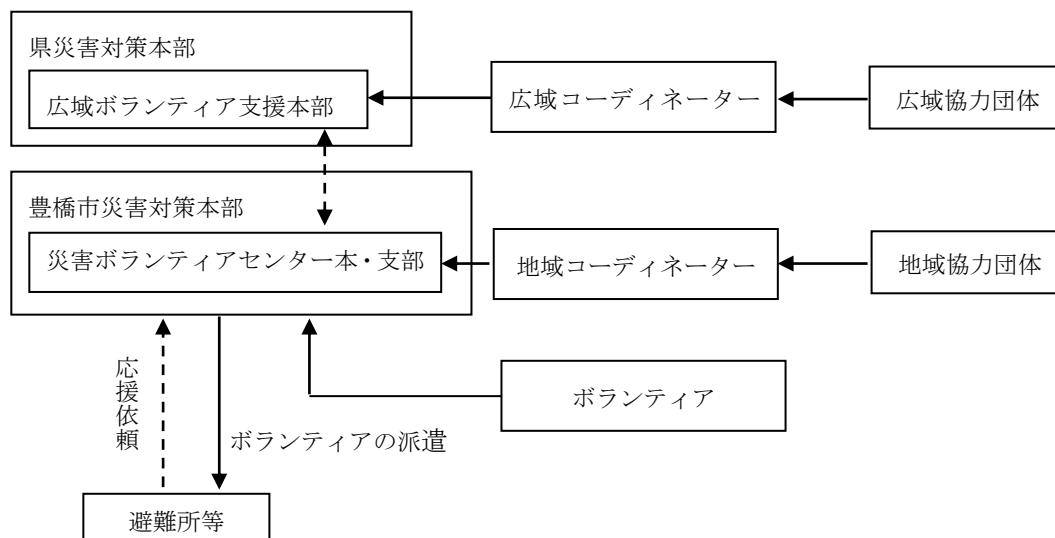 県災害対策本部
広域ボランティア支援本部
広域コーディネーター
広域協力団体
豊橋市災害対策本部
災害ボランティアセンター本・支部
地域コーディネーター
地域協力団体
応援依頼
ボランティアの派遣
ボランティア
避難所等